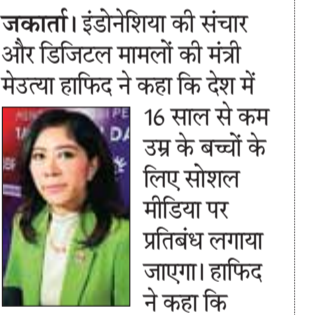 जकार्ता। इंडोनेशिया की संचार
और डिजिटल मामलों की मंत्री
मेउत्या हाफिद ने कहा कि देश में
16 साल से कम
उम्र के बच्चों के
लिए सोशल
मीडिया पर
प्रतिबंध लगाया
जाएगा। हाफिद
ने कहा कि